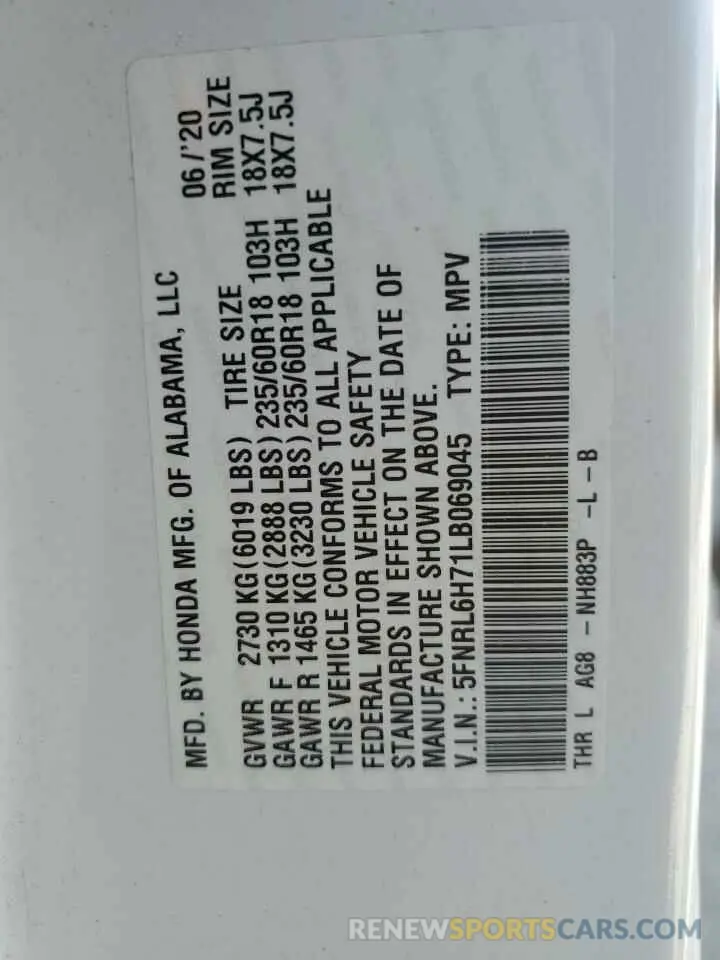 MFD. BY HONDA MFG. OF ALABAMA, LLC 06/'20
TIRE SIZE RIM SIZE
GVWR 2730 KG(6019 LBS)
GAWR F 1310 KG(2888 LBS) 235/60R18 103H 18X7.5J
GAWR R 1465 KG(3230 LBS) 235/60R18 103H 18X7.5J
THIS VEHICLE CONFORMS TO ALL APPLICABLE
FEDERAL MOTOR VEHICLE SAFETY
STANDARDS IN EFFECT ON THE DATE OF
MANUFACTURE SHOWN ABOVE.
V.I.N.: 5FNRL6H71LB069045 TYPE: MPV
THR L AG8 - NH883P -L-B
RENEWSPORTSCARS.COM